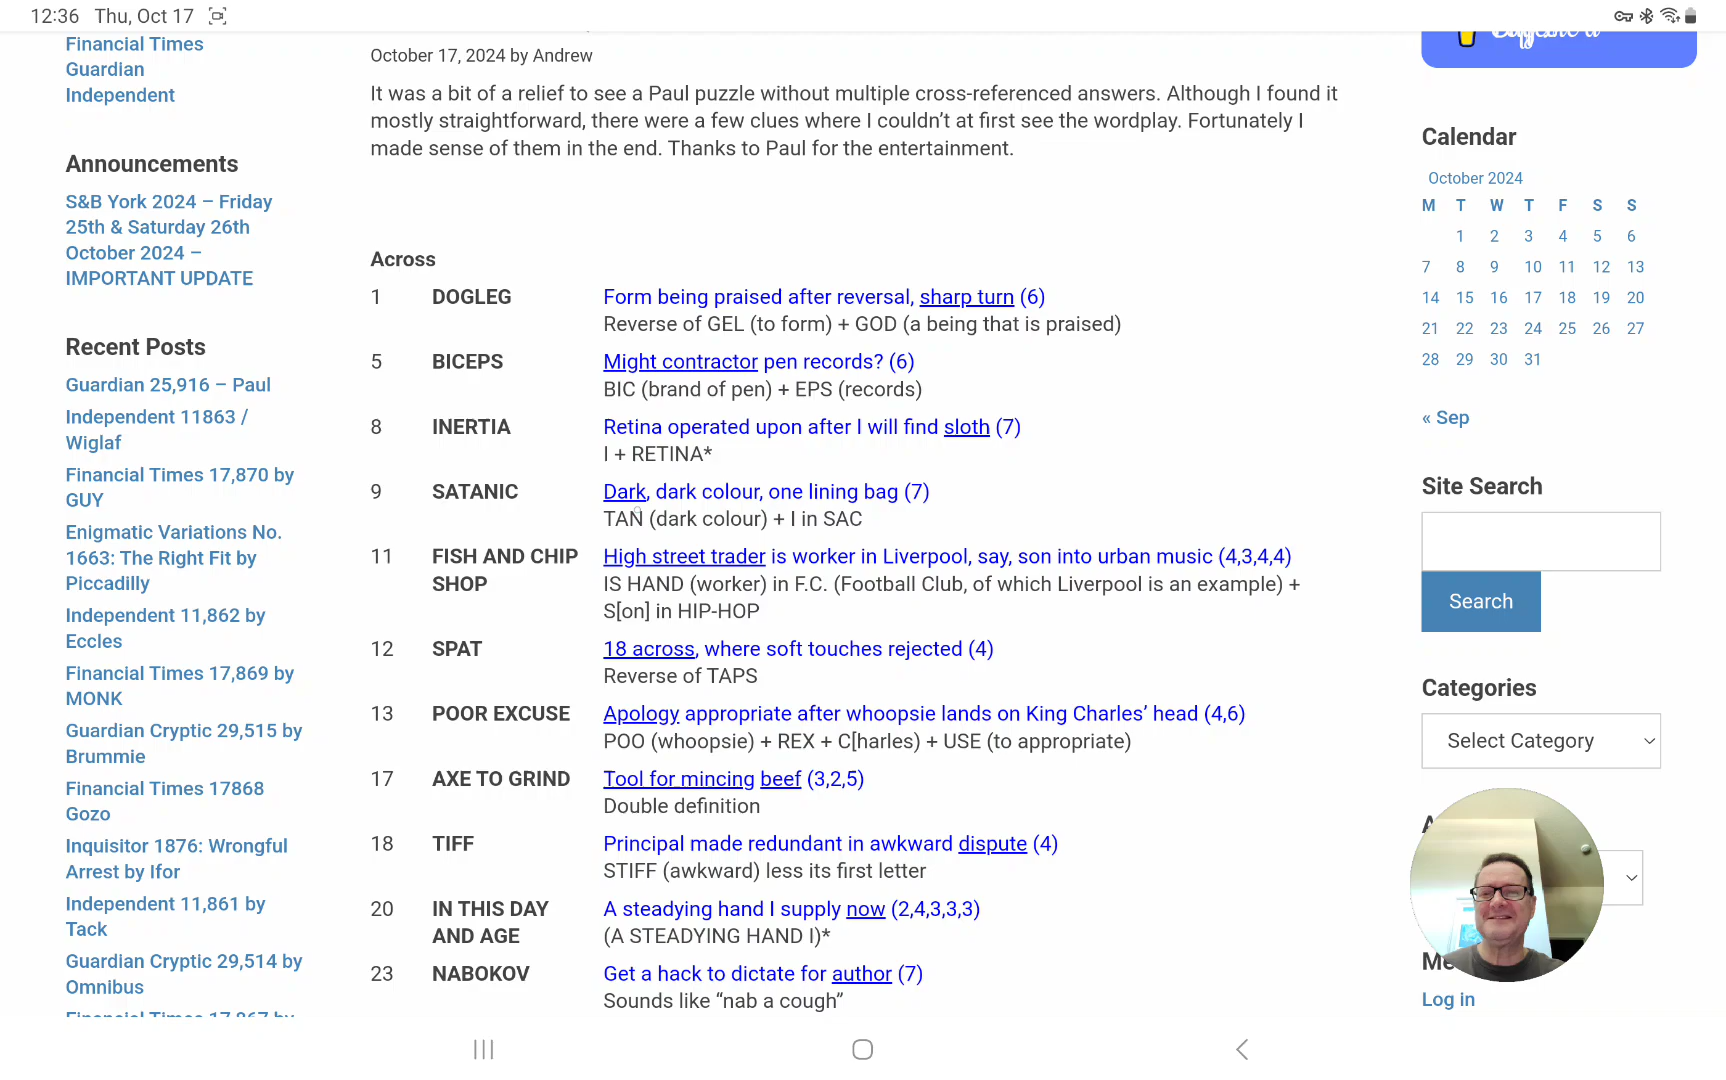 12:36 Thu, Oct 17
Financial Times
Guardian
Independent
Announcements
S&B York 2024 – Friday
25th & Saturday 26th
October 2024 –
IMPORTANT UPDATE
Recent Posts
Guardian 25,916 – Paul
Independent 11863 /
Wiglaf
Financial Times 17,870 by
GUY
Enigmatic Variations No.
1663: The Right Fit by
Piccadilly
Independent 11,862 by
Eccles
Financial Times 17,869 by
MONK
Guardian Cryptic 29,515 by
Brummie
Financial Times 17868
Gozo
Inquisitor 1876: Wrongful
Arrest by Ifor
Independent 11,861 by
Tack
Guardian Cryptic 29,514 by
Omnibus
Financial Times 17,867 by
October 17, 2024 by Andrew
It was a bit of a relief to see a Paul puzzle without multiple cross-referenced answers. Although I found it
mostly straightforward, there were a few clues where I couldn’t at first see the wordplay. Fortunately I
made sense of them in the end. Thanks to Paul for the entertainment.
Across
1 DOGLEG Form being praised after reversal, sharp turn (6)
Reverse of GEL (to form) + GOD (a being that is praised)
5 BICEPS Might contractor pen records? (6)
BIC (brand of pen) + EPS (records)
8 INERTIA Retina operated upon after I will find sloth (7)
I + RETINA*
9 SATANIC Dark, dark colour, one lining bag (7)
TAN (dark colour) + I in SAC
11 FISH AND CHIP High street trader is worker in Liverpool, say, son into urban music (4,3,4,4)
SHOP IS HAND (worker) in F.C. (Football Club, of which Liverpool is an example) +
S[on] in HIP-HOP
12 SPAT 18 across, where soft touches rejected (4)
Reverse of TAPS
13 POOR EXCUSE Apology appropriate after whoopsie lands on King Charles’ head (4,6)
POO (whoopsie) + REX + C[harles) + USE (to appropriate)
17 AXE TO GRIND Tool for mincing beef (3,2,5)
Double definition
18 TIFF Principal made redundant in awkward dispute (4)
STIFF (awkward) less its first letter
20 IN THIS DAY A steadying hand I supply now (2,4,3,3,3)
AND AGE (A STEADYING HAND I)*
23 NABOKOV Get a hack to dictate for author (7)
Sounds like “nab a cough”
Calendar
October 2024
M T W T F S S
1 2 3 4 5 6
7 8 9 10 11 12 13
14 15 16 17 18 19 20
21 22 23 24 25 26 27
28 29 30 31
« Sep
Site Search
Search
Categories
Select Category
Log in